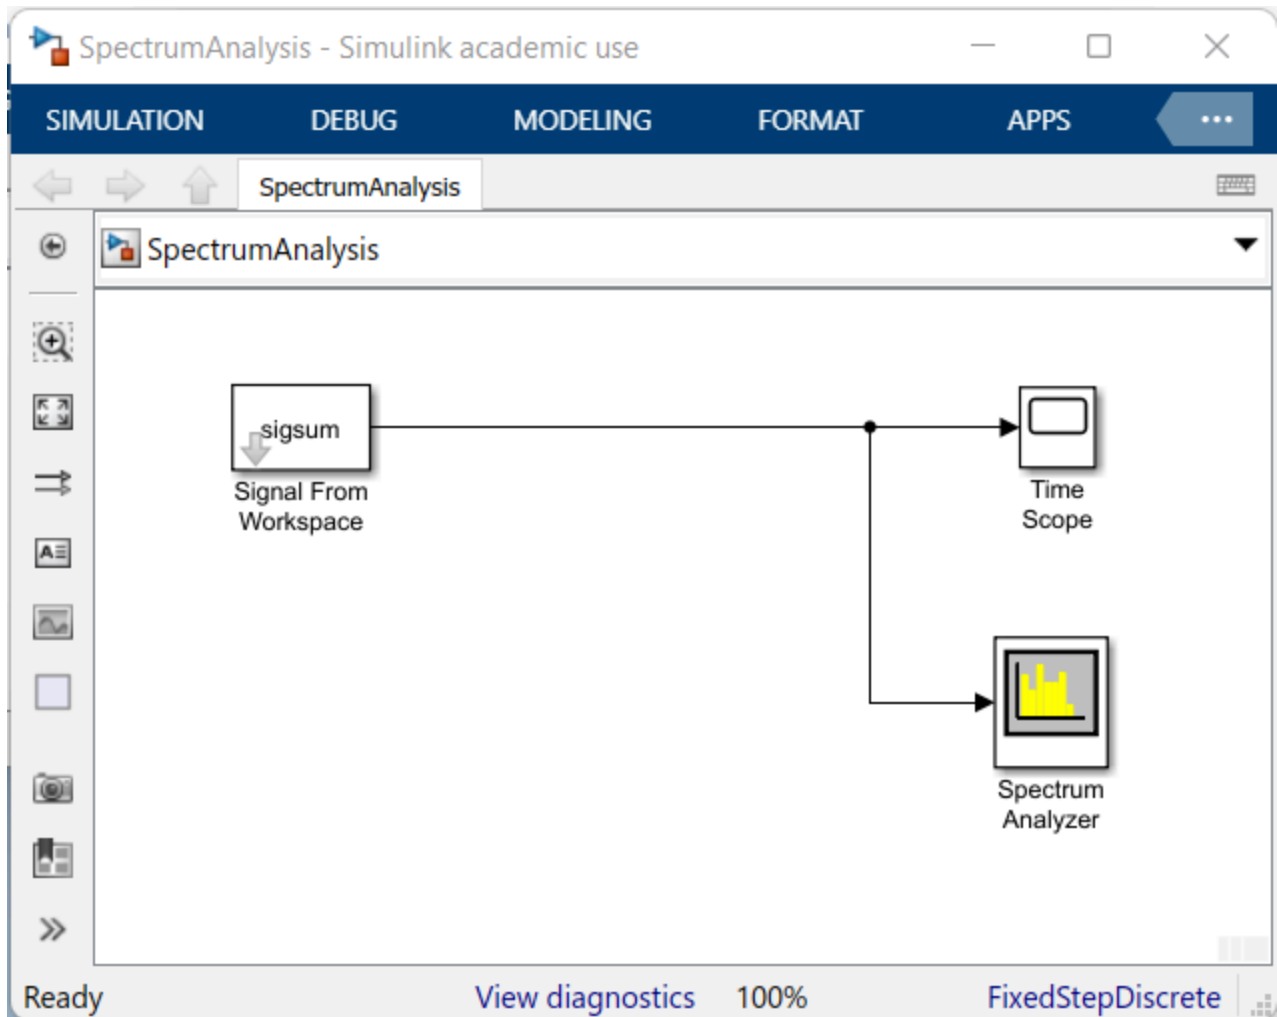 SpectrumAnalysis - Simulink academic use
SIMULATION DEBUG MODELING FORMAT APPS
SpectrumAnalysis
SpectrumAnalysis
sigsum
Signal From
Workspace
Time
Scope
Spectrum
Analyzer
Ready View diagnostics 100% FixedStepDiscrete